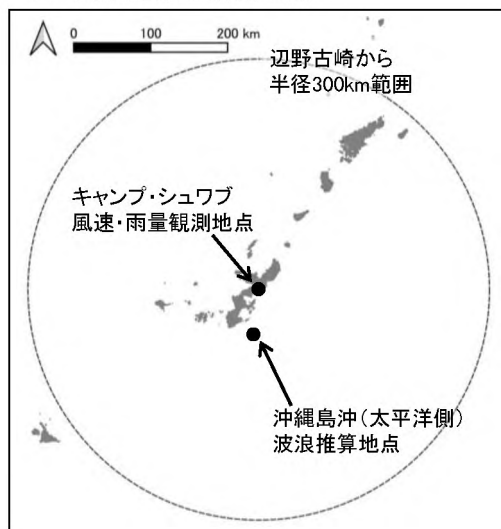 0 100 200 km
辺野古崎から
半径300km範囲
キャンプ・シュワブ
風速・雨量観測地点
沖縄島沖(太平洋側)
波浪推算地点